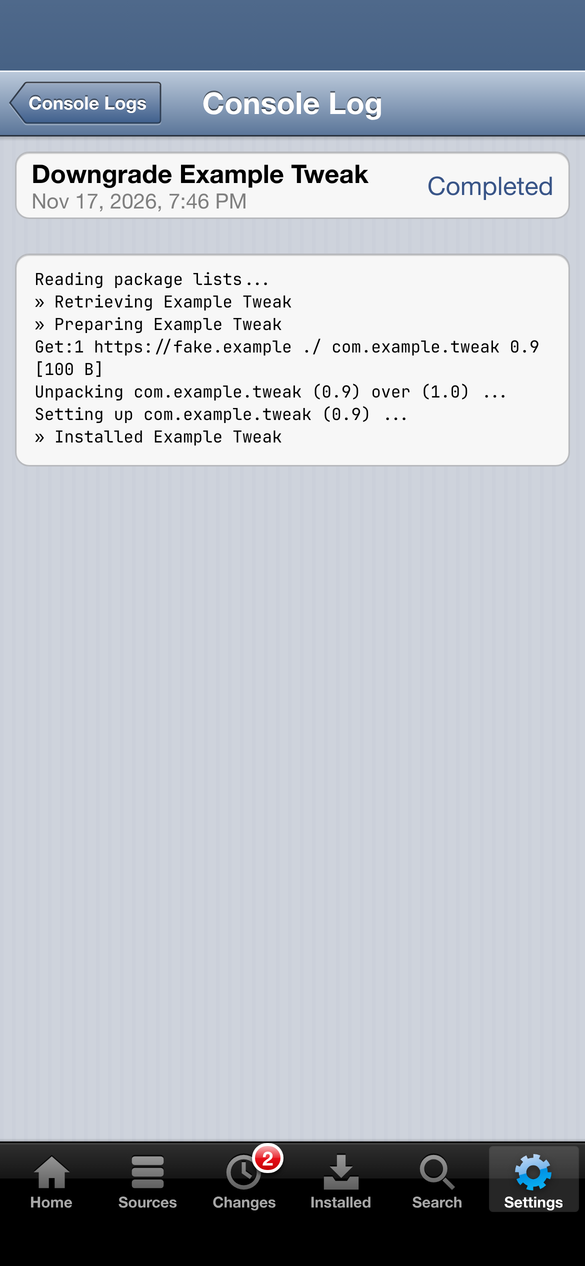 Console Logs
Console Log
Downgrade Example Tweak
Nov 17, 2026, 7:46 PM
Completed
Reading package lists...
» Retrieving Example Tweak
» Preparing Example Tweak
Get:1 https://fake.example ./ com.example.tweak 0.9
[100 B]
Unpacking com.example.tweak (0.9) over (1.0) ...
Setting up com.example.tweak (0.9) ...
» Installed Example Tweak
2
Home
Sources
Changes
Installed
Search
Settings